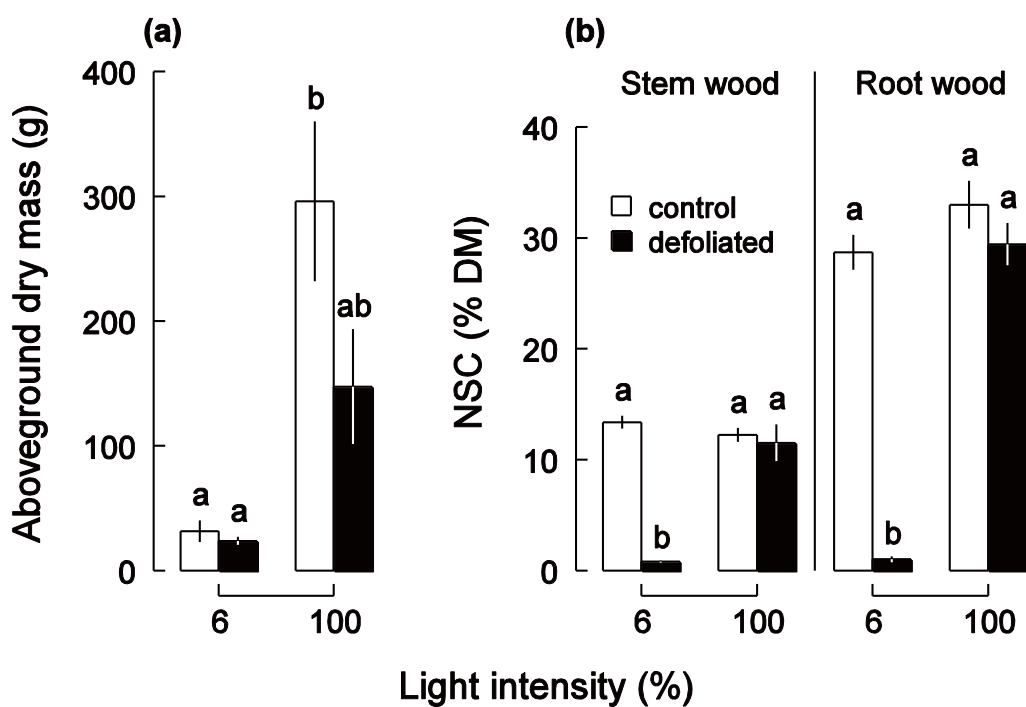 (a)
Aboveground dry mass (g)
400
300
200
100
0
a
a
b
ab
6
100
(b)
Stem wood
Root wood
NSC (% DM)
40
30
20
10
0
control
defoliated
a
b
a
a
a
b
a
a
6
100
6
100
Light intensity (%)